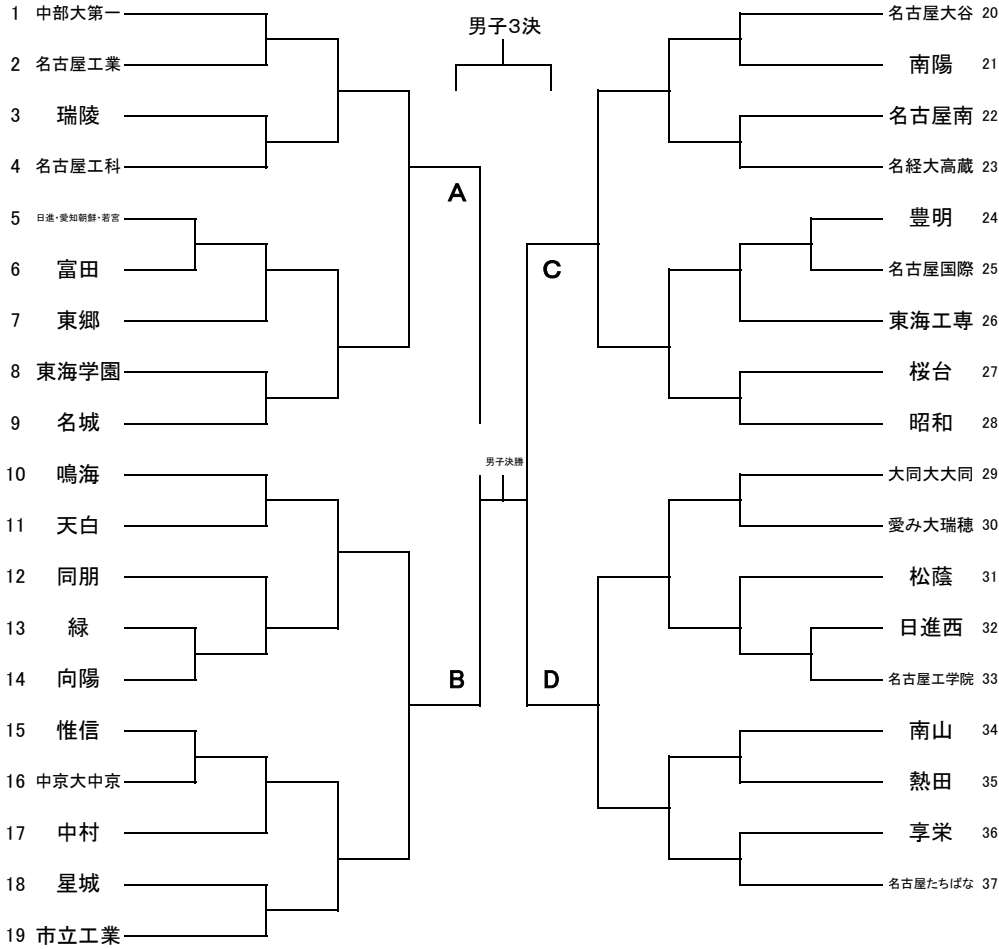 男子3決
1 中部大第一
2 名古屋工業
3 瑞陵
4 名古屋工科
5 日進・愛知朝鮮・若宮
6 富田
7 東郷
8 東海学園
9 名城
10 鳴海
11 天白
12 同朋
13 緑
14 向陽
15 惟信
16 中京大中京
17 中村
18 星城
19 市立工業
A
B
男子決勝
C
D
名古屋大谷 20
南陽 21
名古屋南 22
名経大高蔵 23
豊明 24
名古屋国際 25
東海工専 26
桜台 27
昭和 28
大同大大同 29
愛み大瑞穂 30
松蔭 31
日進西 32
名古屋工学院 33
南山 34
熱田 35
享栄 36
名古屋たちばな 37